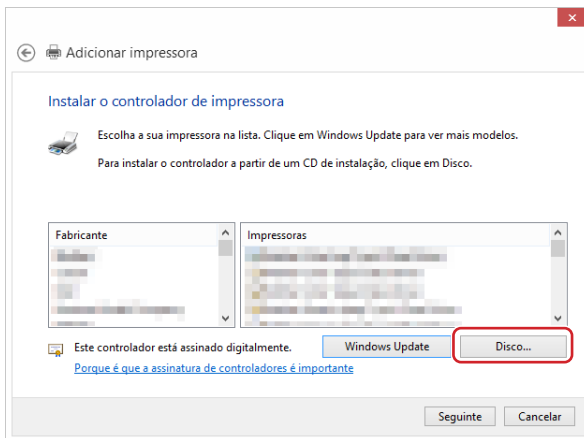 Adicionar impressora
Instalar o controlador de impressora
Escolha a sua impressora na lista. Clique em Windows Update para ver mais modelos.
Para instalar o controlador a partir de um CD de instalação, clique em Disco.
Fabricante
Impressoras
Este controlador está assinado digitalmente.
Windows Update
Disco...
Porque é que a assinatura de controladores é importante
Seguinte
Cancelar